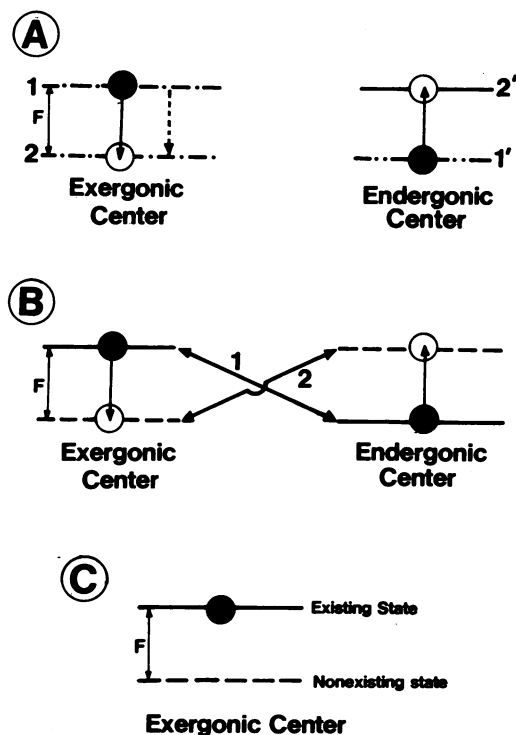 A
1
F
2
Exergonic
Center
2'
1'
Endergonic
Center
B
F
1
2
Exergonic
Center
Endergonic
Center
C
F
Existing State
Nonexisting state
Exergonic Center